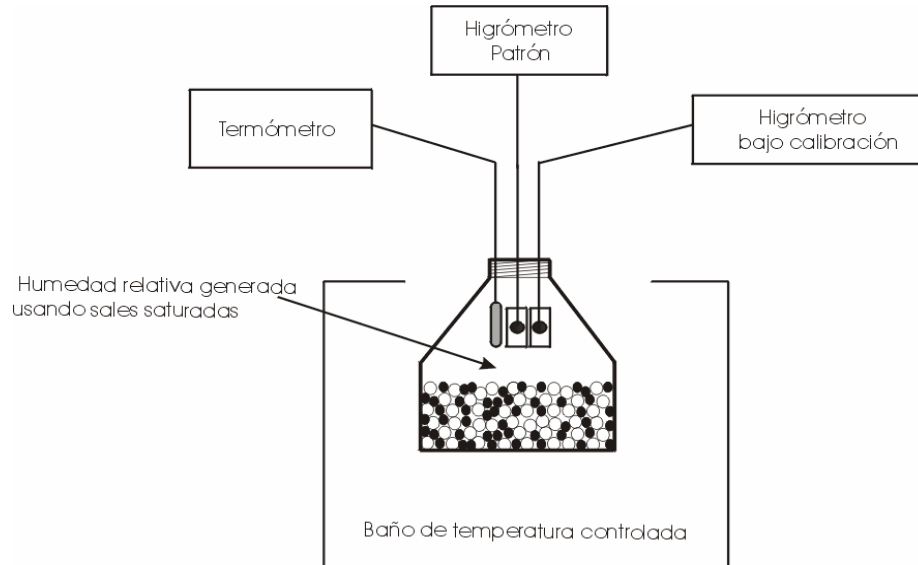 Higrómetro
Patrón
Termómetro
Higrómetro
bajo calibración
Humedad relativa generada
usando sales saturadas
Baño de temperatura controlada